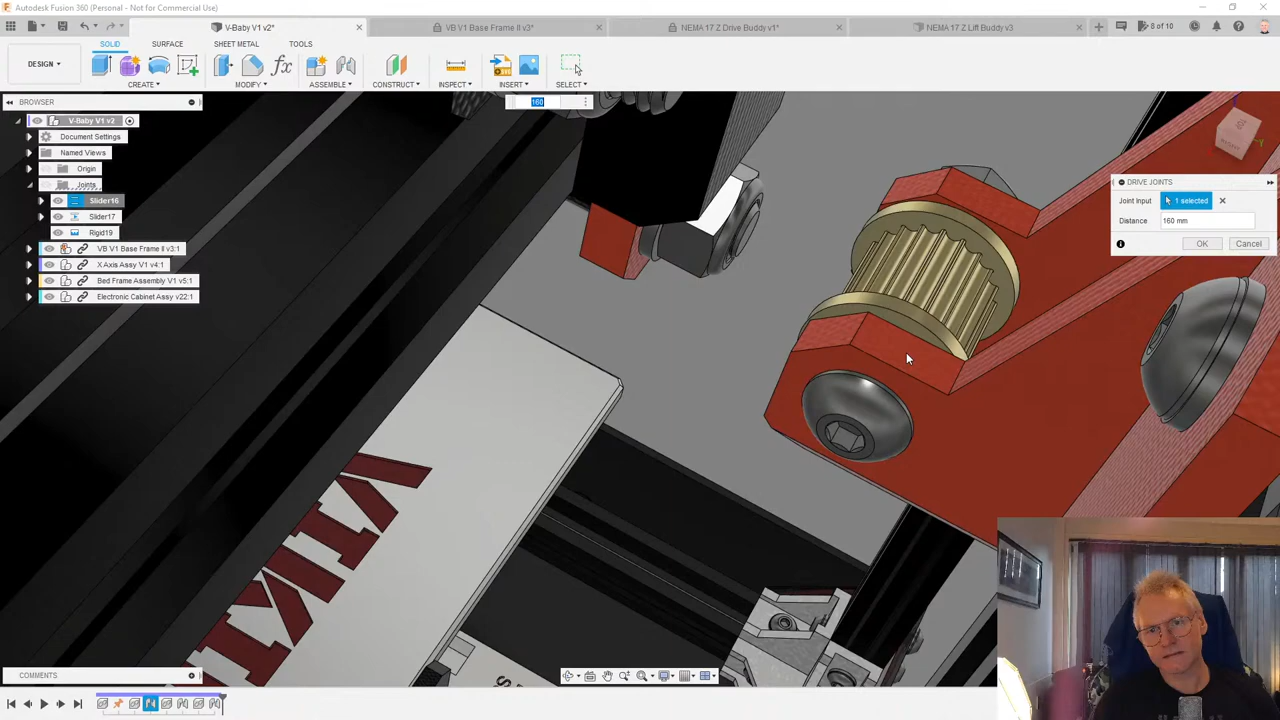 Autodesk Fusion 360 (Personal - Not for Commercial Use)
V-Baby V1 v2*
VB V1 Base Frame II v3*
NEMA 17 Z Drive Buddy v1*
NEMA 17 Z Lift Buddy v3
8 of 10
SOLID
SURFACE
SHEET METAL
TOOLS
DESIGN
CREATE
MODIFY
ASSEMBLE
CONSTRUCT
INSPECT
INSERT
SELECT
BROWSER
160
V-Baby V1 v2
Document Settings
Named Views
Origin
Joints
Slider16
Slider17
Rigid19
VB V1 Base Frame II v3:1
X Axis Assy V1 v4:1
Bed Frame Assembly V1 v5:1
Electronic Cabinet Assy v22:1
DRIVE JOINTS
Joint Input
1 selected
Distance
160 mm
OK
Cancel
COMMENTS